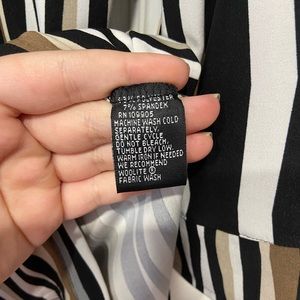 POLYESTER
7% SPANDEX
RN 109905
MACHINE WASH COLD
SEPARATELY.
GENTLE CYCLE.
DO NOT BLEACH.
TUMBLE DRY LOW.
WARM IRON IF NEEDED
WE RECOMMEND
WOOLITE ®
FABRIC WASH